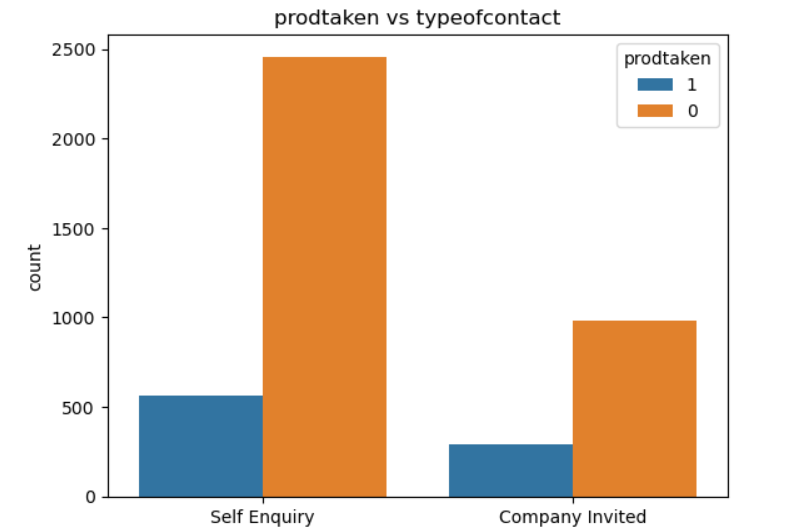 prodtaken vs typeofcontact
prodtaken
1
0
2500
2000
1500
1000
500
0
count
Self Enquiry
Company Invited